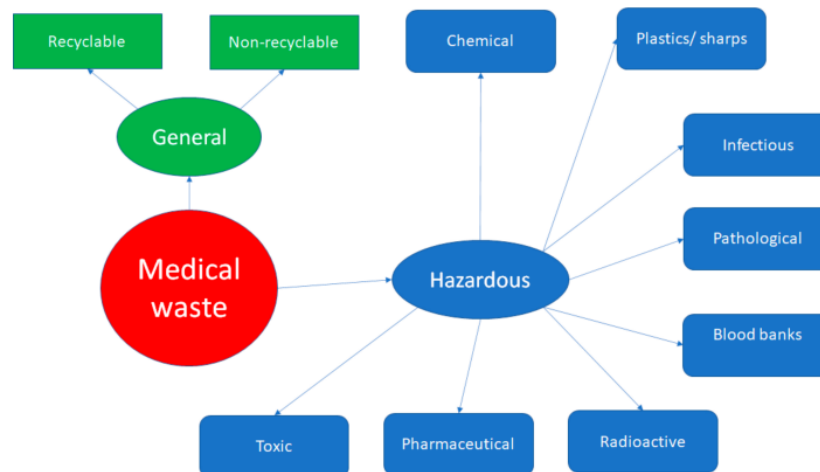 Recyclable
Non-recyclable
Chemical
Plastics/ sharps
General
Infectious
Medical
waste
Hazardous
Pathological
Blood banks
Toxic
Pharmaceutical
Radioactive